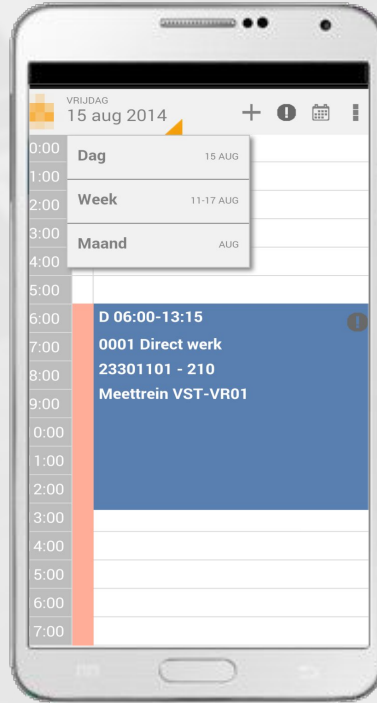 VRIJDAG
15 aug 2014
Dag 15 AUG
Week 11-17 AUG
Maand AUG
0:00
1:00
2:00
3:00
4:00
5:00
6:00
7:00
8:00
9:00
0:00
1:00
2:00
3:00
4:00
5:00
6:00
7:00
D 06:00-13:15
0001 Direct werk
23301101 - 210
Meettrein VST-VR01